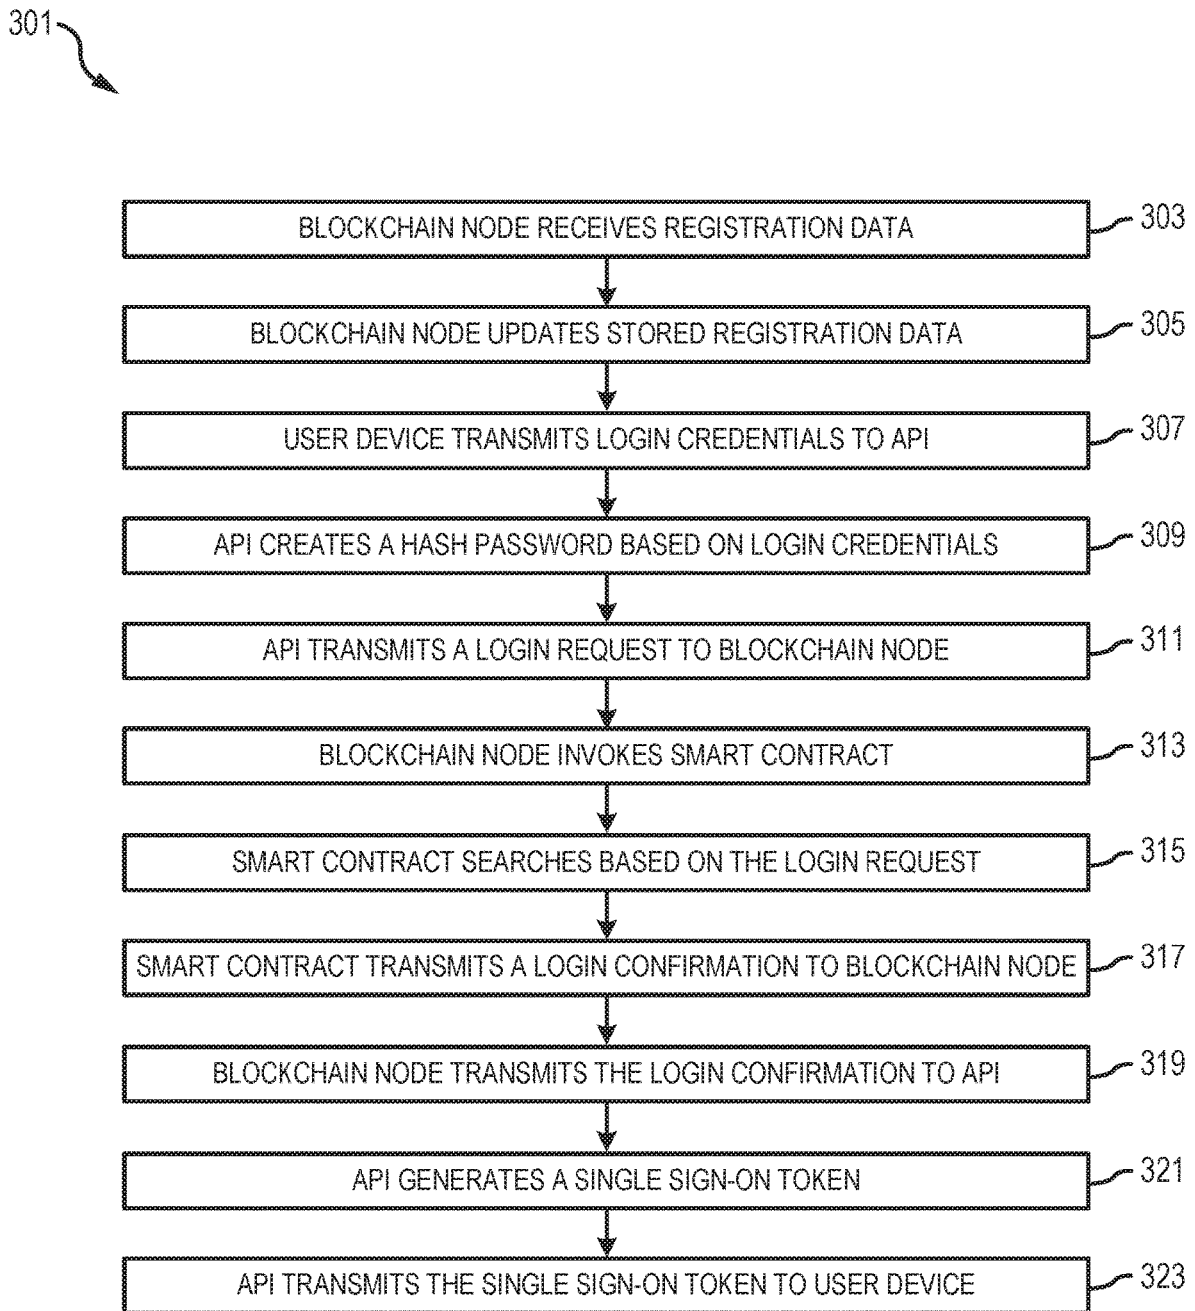 301
BLOCKCHAIN NODE RECEIVES REGISTRATION DATA 303
BLOCKCHAIN NODE UPDATES STORED REGISTRATION DATA 305
USER DEVICE TRANSMITS LOGIN CREDENTIALS TO API 307
API CREATES A HASH PASSWORD BASED ON LOGIN CREDENTIALS 309
API TRANSMITS A LOGIN REQUEST TO BLOCKCHAIN NODE 311
BLOCKCHAIN NODE INVOKES SMART CONTRACT 313
SMART CONTRACT SEARCHES BASED ON THE LOGIN REQUEST 315
SMART CONTRACT TRANSMITS A LOGIN CONFIRMATION TO BLOCKCHAIN NODE 317
BLOCKCHAIN NODE TRANSMITS THE LOGIN CONFIRMATION TO API 319
API GENERATES A SINGLE SIGN-ON TOKEN 321
API TRANSMITS THE SINGLE SIGN-ON TOKEN TO USER DEVICE 323